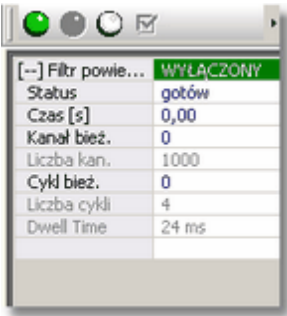 [--] Filtr powie... WYŁĄCZONY
Status gotów
Czas [s] 0,00
Kanał bież. 0
Liczba kan. 1000
Cykl bież. 0
Liczba cykli 4
Dwell Time 24 ms